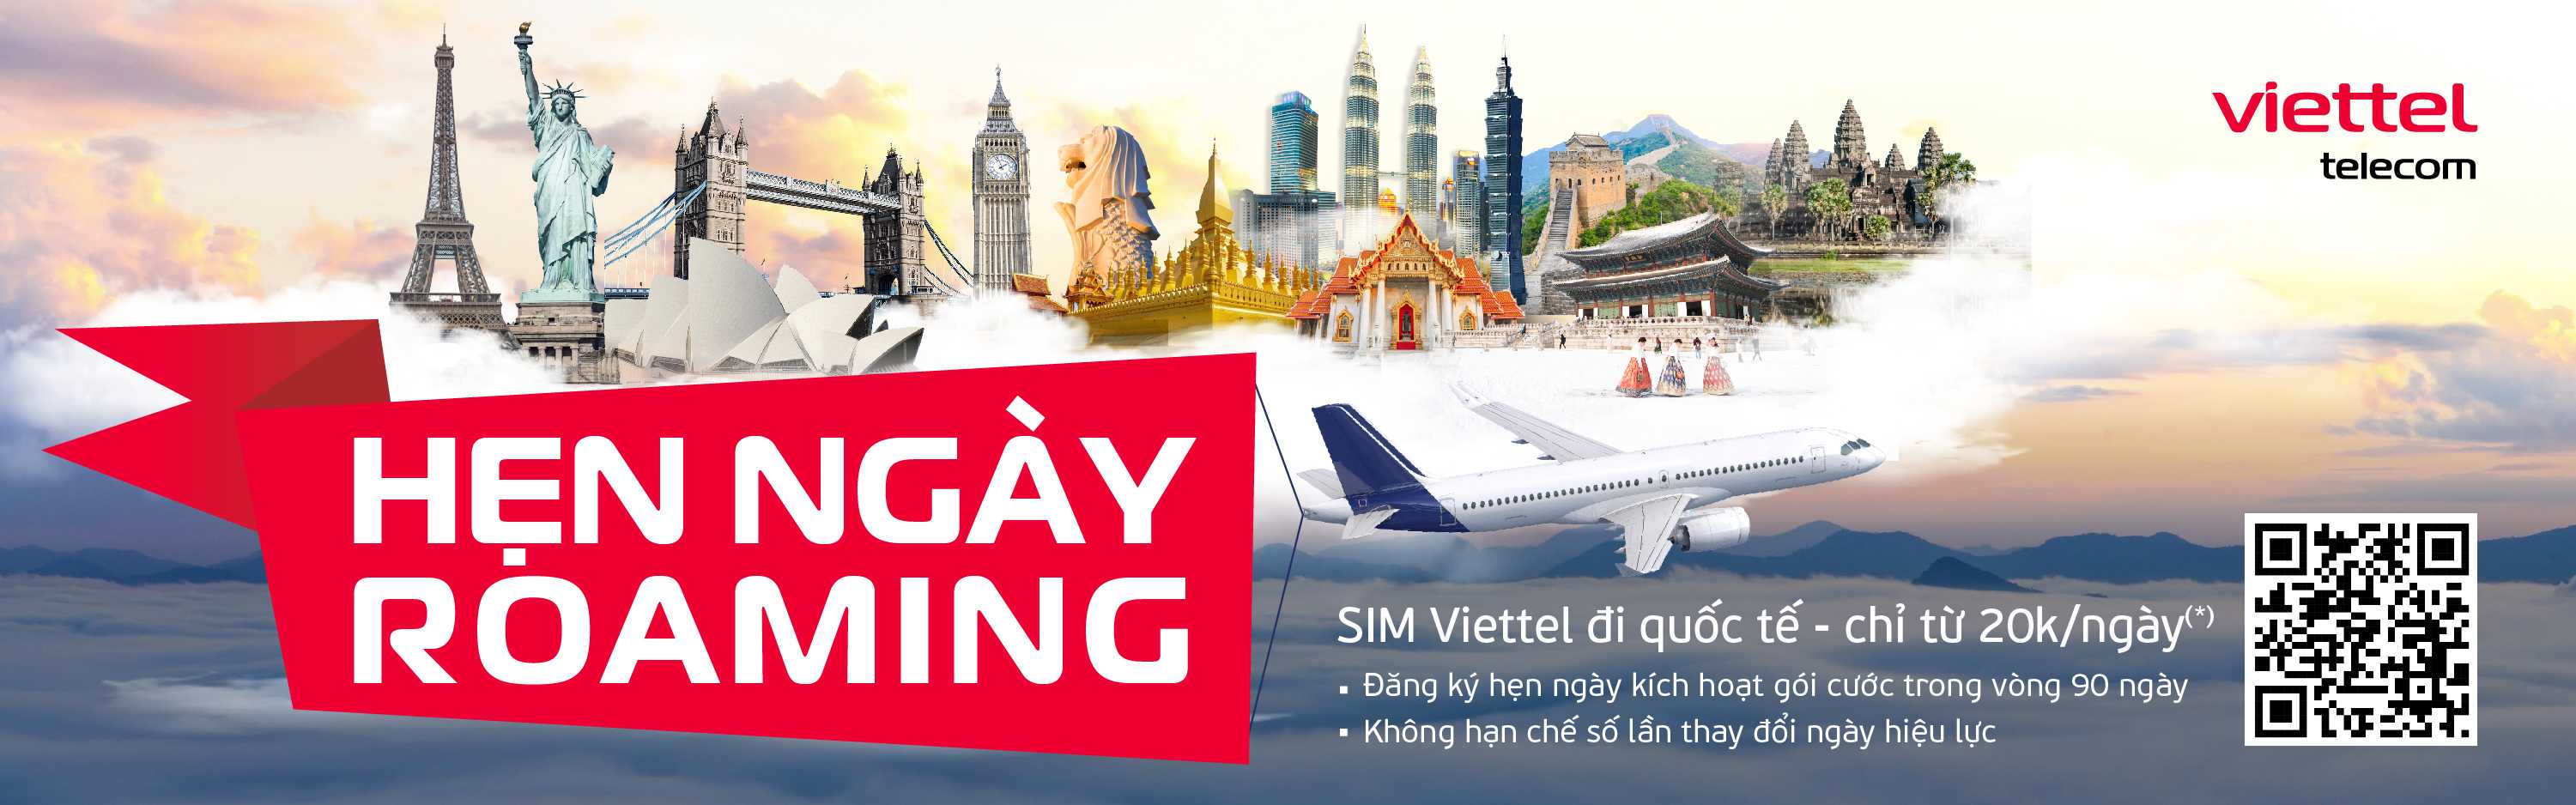 viettel
telecom
HẸN NGÀY
ROAMING
SIM Viettel đi quốc tế - chỉ từ 20k/ngày(*)
▪ Đăng ký hẹn ngày kích hoạt gói cước trong vòng 90 ngày
▪ Không hạn chế số lần thay đổi ngày hiệu lực